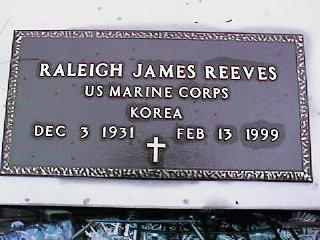 RALEIGH JAMES REEVES
US MARINE CORPS
KOREA
DEC 3 1931 FEB 13 1999